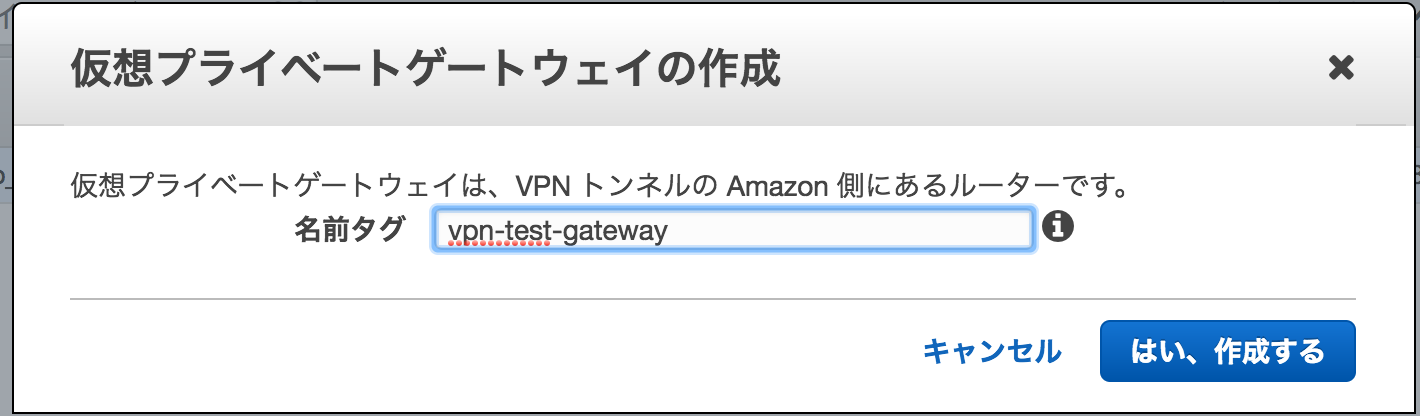 仮想プライベートゲートウェイの作成
仮想プライベートゲートウェイは、VPN トンネルの Amazon 側にあるルーターです。
名前タグ vpn-test-gateway
キャンセル はい、作成する